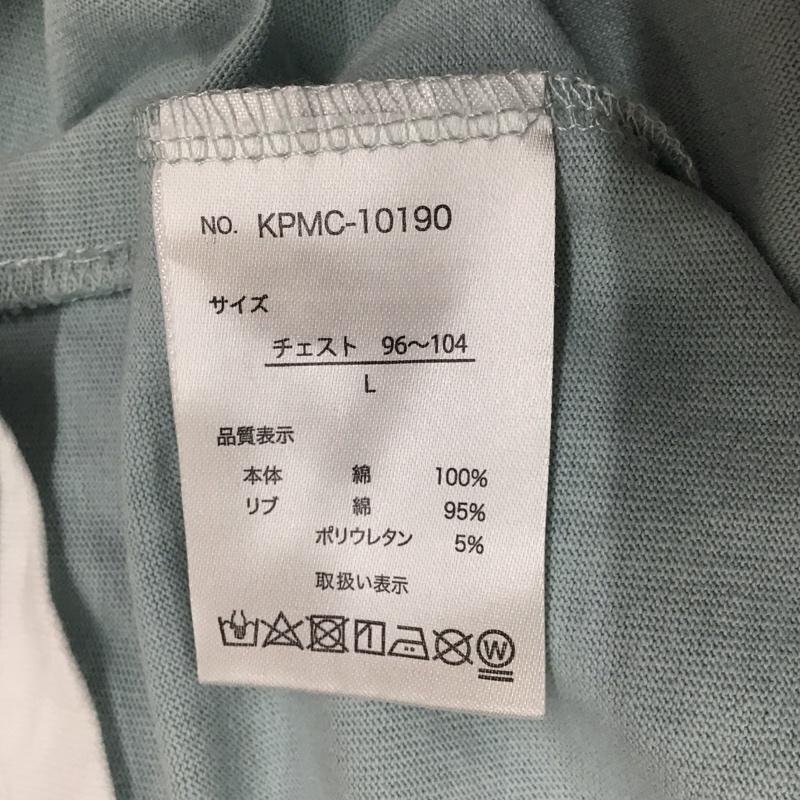 NO. KPMC-10190
サイズ
チェスト 96〜104
L
品質表示
本体 綿 100%
リブ 綿 95%
ポリウレタン 5%
取扱い表示
W